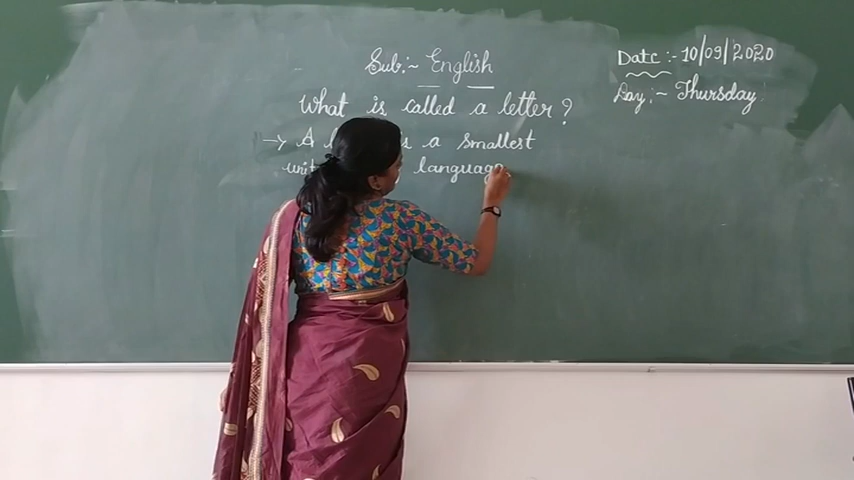 Sub:~ English
Date :- 10/09/2020
Day:~ Thursday
What is called a letter?
→ A a smallest
language